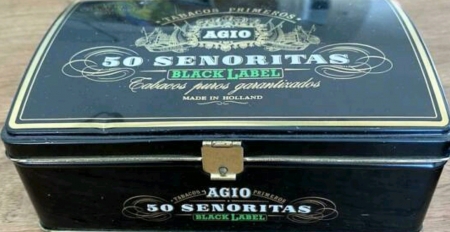 TABACOS PRIMEROS
AGIO
50 SENORITAS
BLACK LABEL
Tabacos puros garantizados
MADE IN HOLLAND
TABACOS PRIMEROS
AGIO
50 SENORITAS
BLACK LABEL